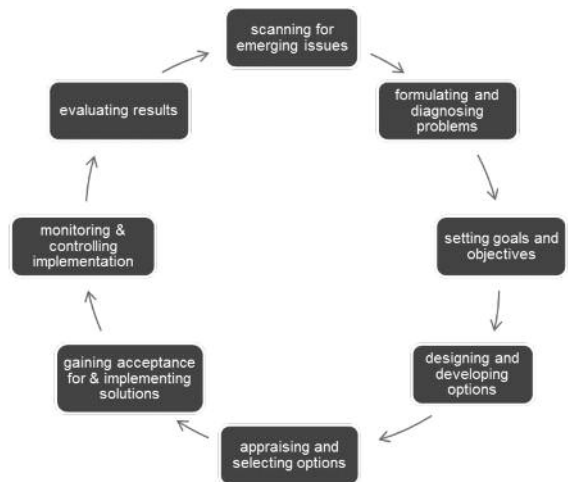 scanning for
emerging issues
formulating and
diagnosing
problems
setting goals and
objectives
designing and
developing
options
appraising and
selecting options
gaining acceptance
for & implementing
solutions
monitoring &
controlling
implementation
evaluating results